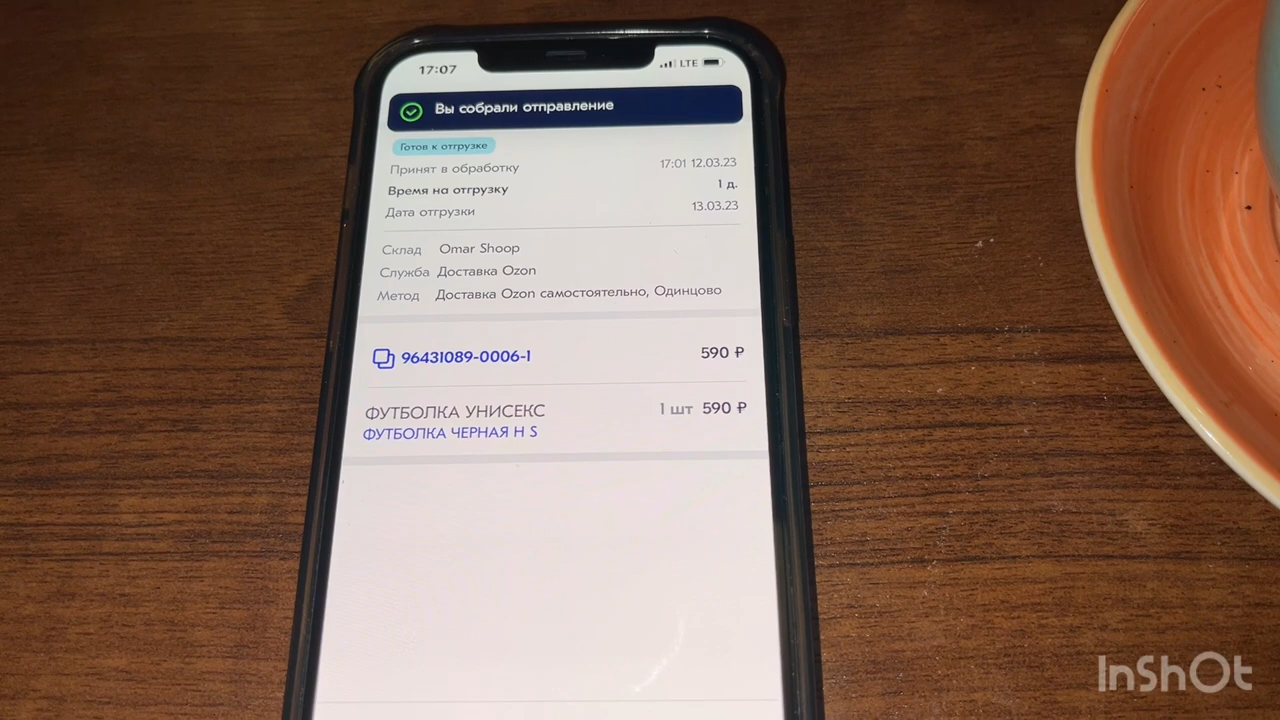 17:07
LTE
Вы собрали отправление
Готов к отгрузке
Принят в обработку 17:01 12.03.23
Время на отгрузку 1 д.
Дата отгрузки 13.03.23
Склад Omar Shoop
Служба Доставка Ozon
Метод Доставка Ozon самостоятельно, Одинцово
96431089-0006-1 590 ₽
ФУТБОЛКА УНИСЕКС 1 шт 590 ₽
ФУТБОЛКА ЧЕРНАЯ Н S
InShOt